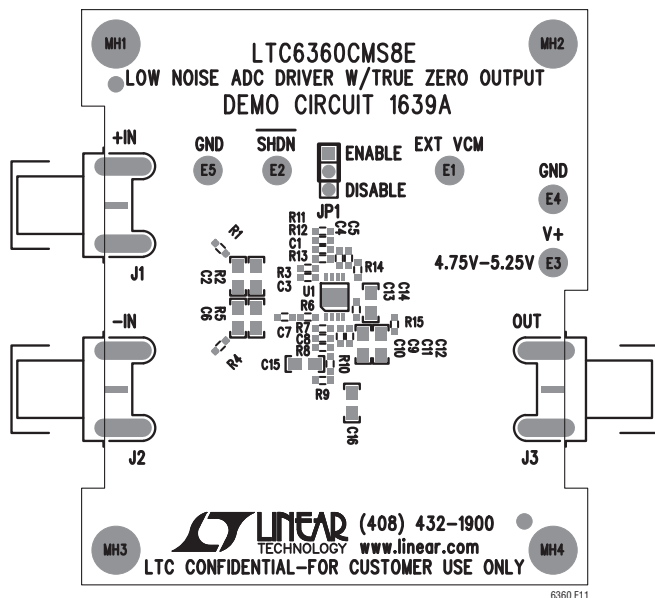 MH1
MH2
LTC6360CMS8E
LOW NOISE ADC DRIVER W/TRUE ZERO OUTPUT
DEMO CIRCUIT 1639A
+IN
GND
SHDN
ENABLE
EXT VCM
E5
E2
E1
GND
DISABLE
E4
JP1
V+
4.75V–5.25V
E3
J1
R1
R11
R12
C1
R13
C4
C5
R14
R3
C3
C2
R2
U1
C13
C14
R6
-IN
C6
R5
R4
C7
R7
C8
R8
R15
C10
C9
C11
C12
OUT
C15
R10
R9
C16
J2
J3
LINEAR
TECHNOLOGY
(408) 432–1900
www.linear.com
MH3
MH4
LTC CONFIDENTIAL–FOR CUSTOMER USE ONLY
6360 F11